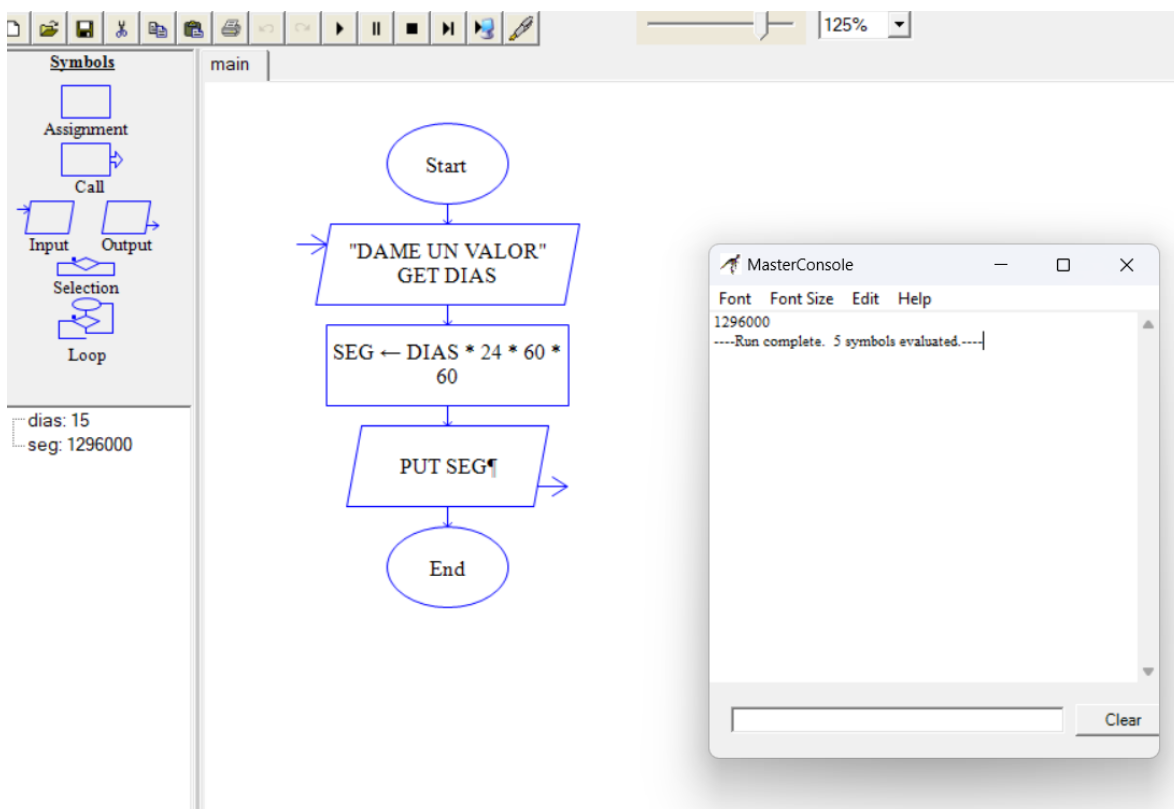 125%
Symbols
main
Assignment
Call
Input Output
Selection
Loop
dias: 15
seg: 1296000
Start
"DAME UN VALOR"
GET DIAS
SEG ← DIAS * 24 * 60 *
60
PUT SEG¶
End
MasterConsole
Font Font Size Edit Help
1296000
----Run complete. 5 symbols evaluated.----
Clear